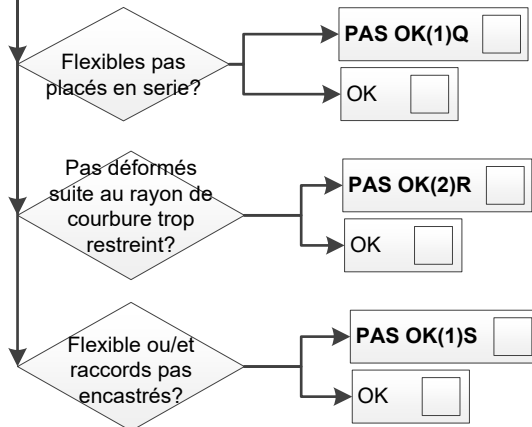 Flexibles pas
placés en serie?
PAS OK(1)Q
OK
Pas déformés
suite au rayon de
courbure trop
restreint?
PAS OK(2)R
OK
Flexible ou/et
raccords pas
encastrés?
PAS OK(1)S
OK